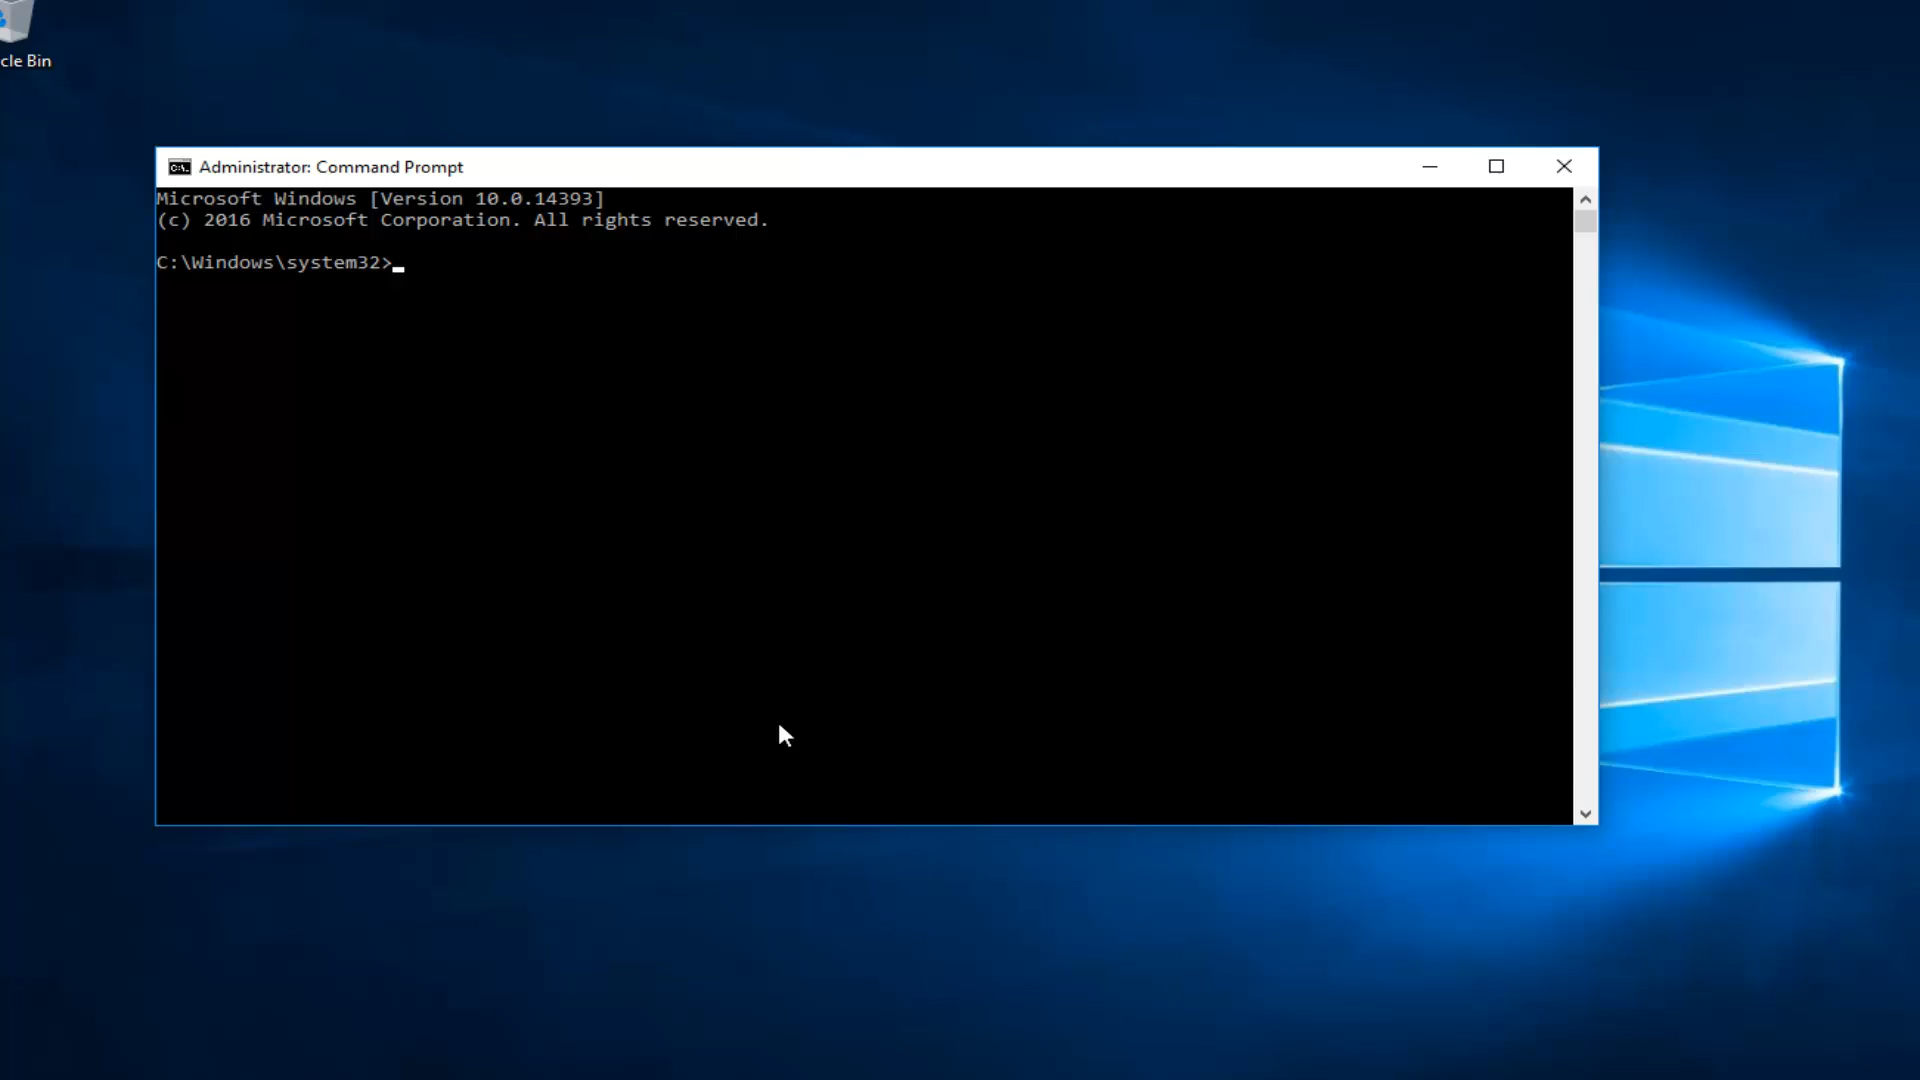 cle Bin
Administrator: Command Prompt
Microsoft Windows [Version 10.0.14393]
(c) 2016 Microsoft Corporation. All rights reserved.
C:\Windows\system32>